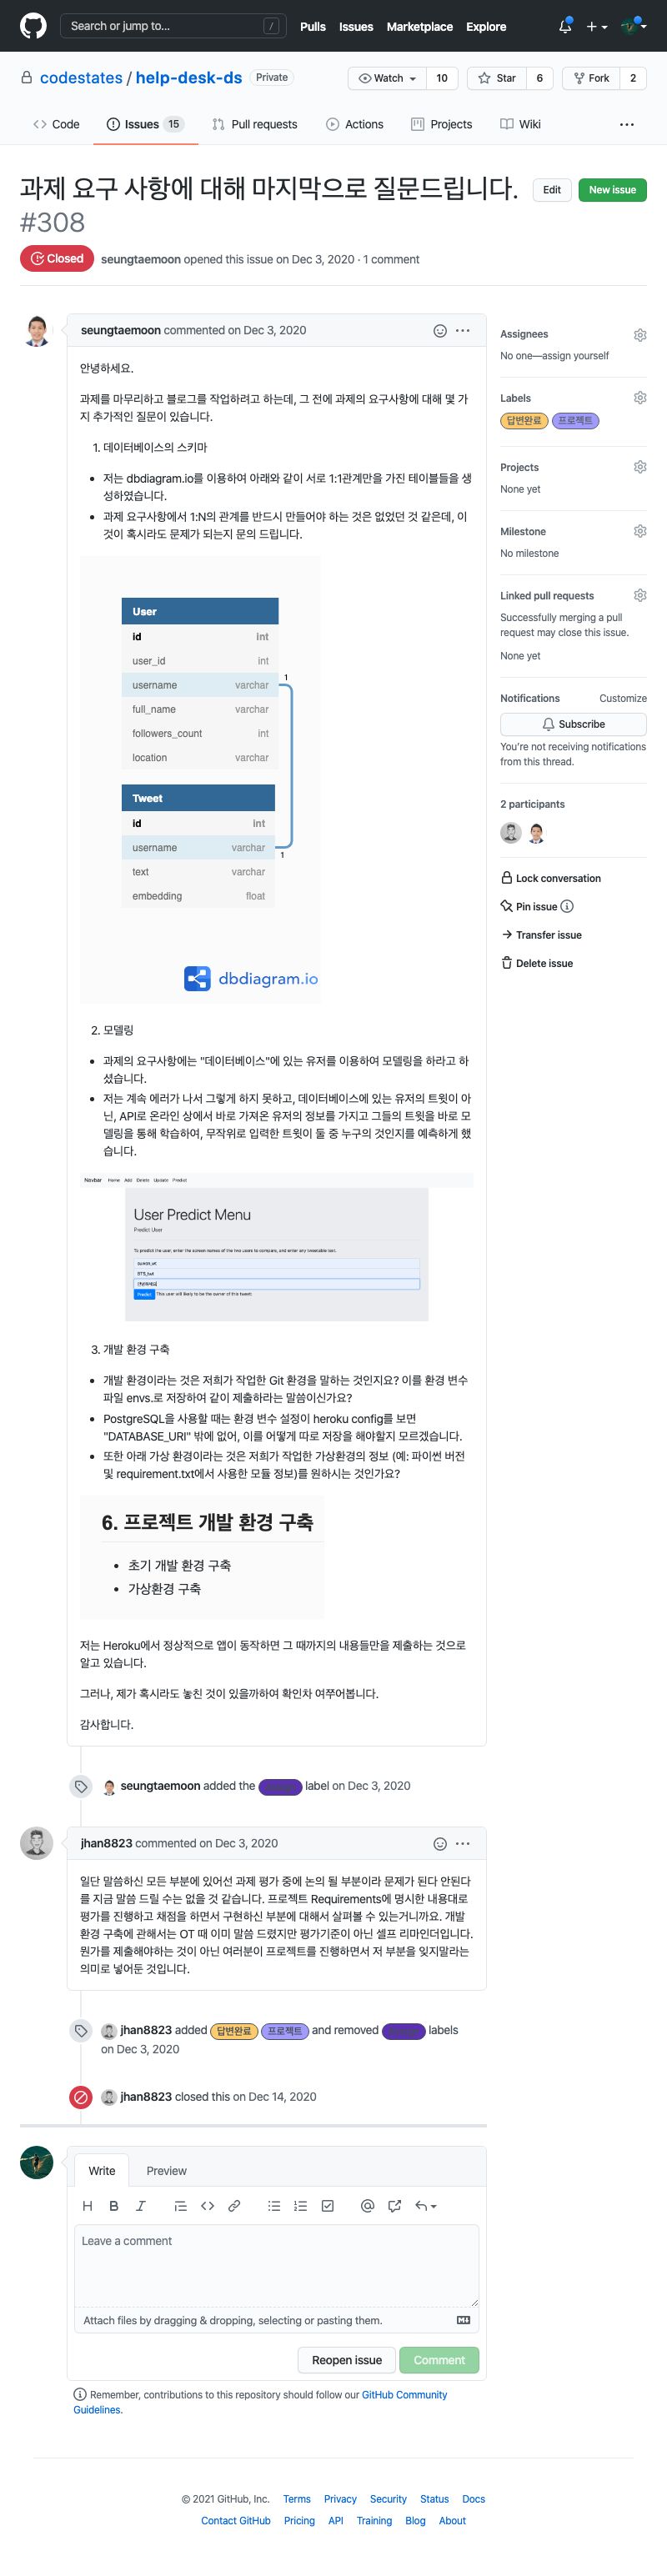 Search or jump to... /
Pulls Issues Marketplace Explore
codestates / help-desk-ds Private
Watch 10 Star 6 Fork 2
Code Issues 15 Pull requests Actions Projects Wiki ...
과제 요구 사항에 대해 마지막으로 질문드립니다.
#308
Edit New issue
Closed seungtaemoon opened this issue on Dec 3, 2020 · 1 comment
seungtaemoon commented on Dec 3, 2020
안녕하세요.
과제를 마무리하고 블로그를 작업하려고 하는데, 그 전에 과제의 요구사항에 대해 몇 가
지 추가적인 질문이 있습니다.
1. 데이터베이스의 스키마
• 저는 dbdiagram.io를 이용하여 아래와 같이 서로 1:1관계만을 가진 테이블들을 생
성하였습니다.
• 과제 요구사항에서 1:N의 관계를 반드시 만들어야 하는 것은 없었던 것 같은데, 이
것이 혹시라도 문제가 되는지 문의 드립니다.
User
id int
user_id int
username varchar
1
full_name varchar
followers_count int
location varchar
Tweet
id int
username varchar
1
text varchar
embedding float
dbdiagram.io
2. 모델링
• 과제의 요구사항에는 "데이터베이스"에 있는 유저를 이용하여 모델링을 하라고 하
셨습니다.
• 저는 계속 에러가 나서 그렇게 하지 못하고, 데이터베이스에 있는 유저의 트윗이 아
닌, API로 온라인 상에서 바로 가져온 유저의 정보를 가지고 그들의 트윗을 바로 모
델링을 통해 학습하여, 무작위로 입력한 트윗이 둘 중 누구의 것인지를 예측하게 했
습니다.
Navbar Home Add Delete Update Predict
User Predict Menu
Predict User
To predict the user, enter the screen names of the two users to compare, and enter any tweetable text.
Predict This user will likely to be the owner of this tweet:
3. 개발 환경 구축
• 개발 환경이라는 것은 저희가 작업한 Git 환경을 말하는 것인지요? 이를 환경 변수
파일 envs.로 저장하여 같이 제출하라는 말씀이신가요?
• PostgreSQL을 사용할 때는 환경 변수 설정이 heroku config를 보면
"DATABASE_URI" 밖에 없어, 이를 어떻게 따로 저장을 해야할지 모르겠습니다.
• 또한 아래 가상 환경이라는 것은 저희가 작업한 가상환경의 정보 (예: 파이썬 버전
및 requirement.txt에서 사용한 모듈 정보)를 원하시는 것인가요?
6. 프로젝트 개발 환경 구축
• 초기 개발 환경 구축
• 가상환경 구축
저는 Heroku에서 정상적으로 앱이 동작하면 그 때까지의 내용들만을 제출하는 것으로
알고 있습니다.
그러나, 제가 혹시라도 놓친 것이 있을까하여 확인차 여쭈어봅니다.
감사합니다.
seungtaemoon added the label on Dec 3, 2020
jhan8823 commented on Dec 3, 2020
일단 말씀하신 모든 부분에 있어선 과제 평가 중에 논의 될 부분이라 문제가 된다 안된다
를 지금 말씀 드릴 수는 없을 것 같습니다. 프로젝트 Requirements에 명시한 내용대로
평가를 진행하고 채점을 하면서 구현하신 부분에 대해서 살펴볼 수 있는거니까요. 개발
환경 구축에 관해서는 OT 때 이미 말씀 드렸지만 평가기준이 아닌 셀프 리마인더입니다.
뭔가를 제출해야하는 것이 아닌 여러분이 프로젝트를 진행하면서 저 부분을 잊지말라는
의미로 넣어둔 것입니다.
jhan8823 added 답변완료 프로젝트 and removed labels
on Dec 3, 2020
jhan8823 closed this on Dec 14, 2020
Write Preview
Leave a comment
Attach files by dragging & dropping, selecting or pasting them.
Reopen issue Comment
Remember, contributions to this repository should follow our GitHub Community
Guidelines.
Assignees
No one—assign yourself
Labels
답변완료 프로젝트
Projects
None yet
Milestone
No milestone
Linked pull requests
Successfully merging a pull
request may close this issue.
None yet
Notifications Customize
Subscribe
You're not receiving notifications
from this thread.
2 participants
Lock conversation
Pin issue
Transfer issue
Delete issue
© 2021 GitHub, Inc. Terms Privacy Security Status Docs
Contact GitHub Pricing API Training Blog About